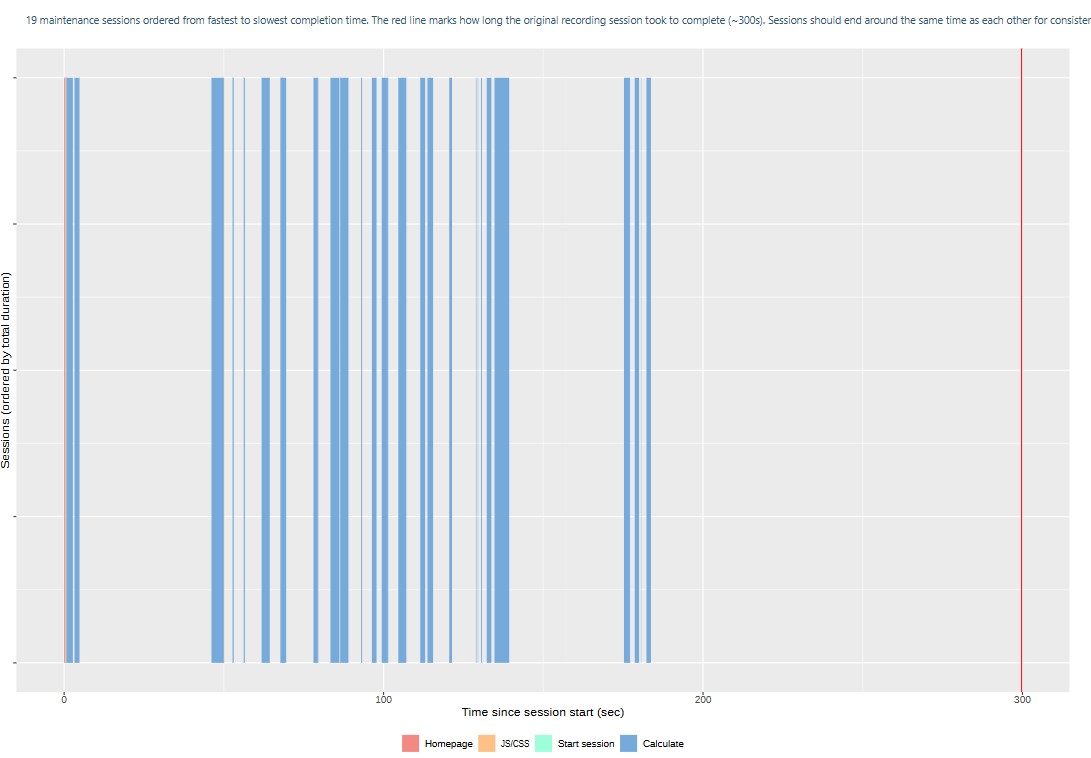 19 maintenance sessions ordered from fastest to slowest completion time. The red line marks how long the original recording session took to complete (~300s). Sessions should end around the same time as each other for consisten
Sessions (ordered by total duration)
0 100 200 300
Time since session start (sec)
Homepage JS/CSS Start session Calculate